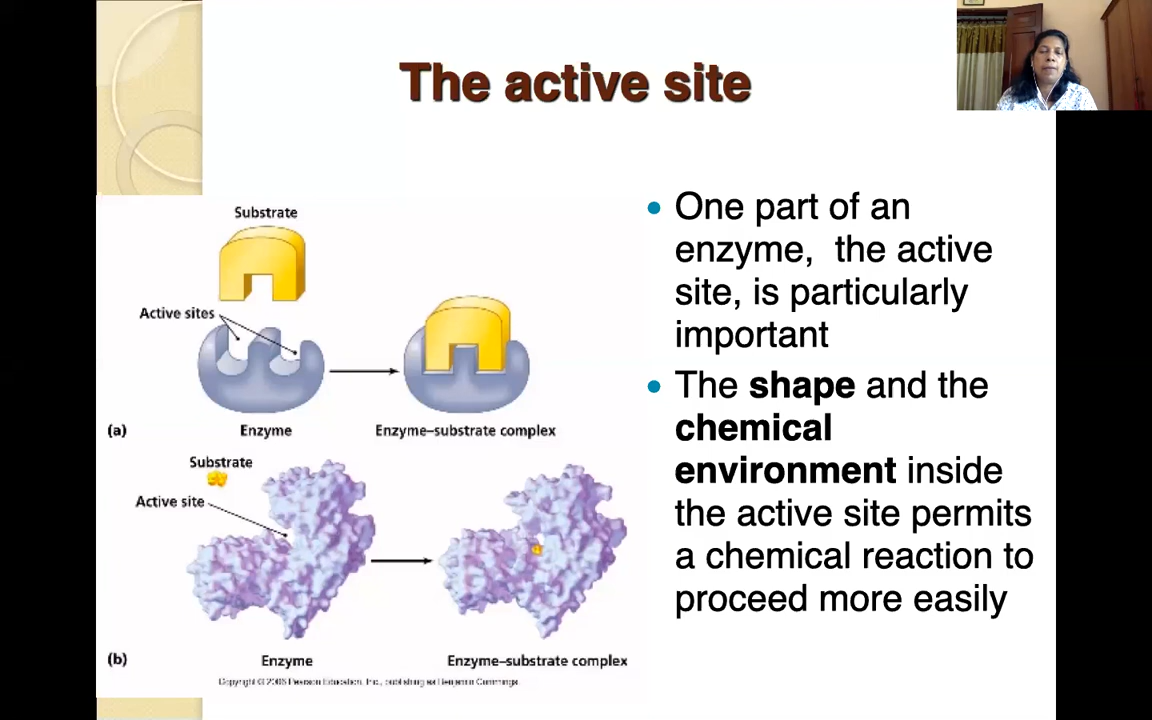 The active site
Substrate
Active sites
(a)
Enzyme
Enzyme–substrate complex
Substrate
Active site
(b)
Enzyme
Enzyme–substrate complex
Copyright © 2006 Pearson Education, Inc., publishing as Benjamin Cummings.
• One part of an
enzyme,  the active
site, is particularly
important
• The shape and the
chemical
environment inside
the active site permits
a chemical reaction to
proceed more easily